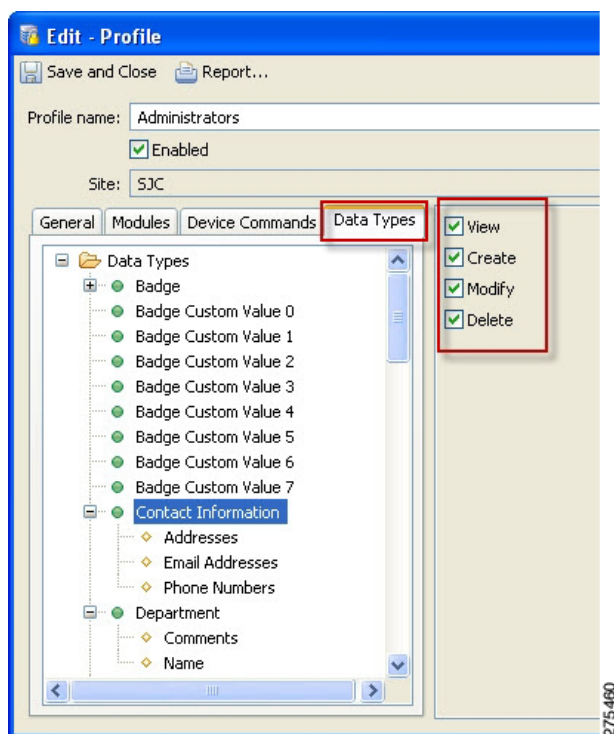 Edit - Profile
Save and Close Report...
Profile name: Administrators
Enabled
Site: SJC
General Modules Device Commands Data Types
Data Types
Badge
Badge Custom Value 0
Badge Custom Value 1
Badge Custom Value 2
Badge Custom Value 3
Badge Custom Value 4
Badge Custom Value 5
Badge Custom Value 6
Badge Custom Value 7
Contact Information
Addresses
Email Addresses
Phone Numbers
Department
Comments
Name
View
Create
Modify
Delete
275460